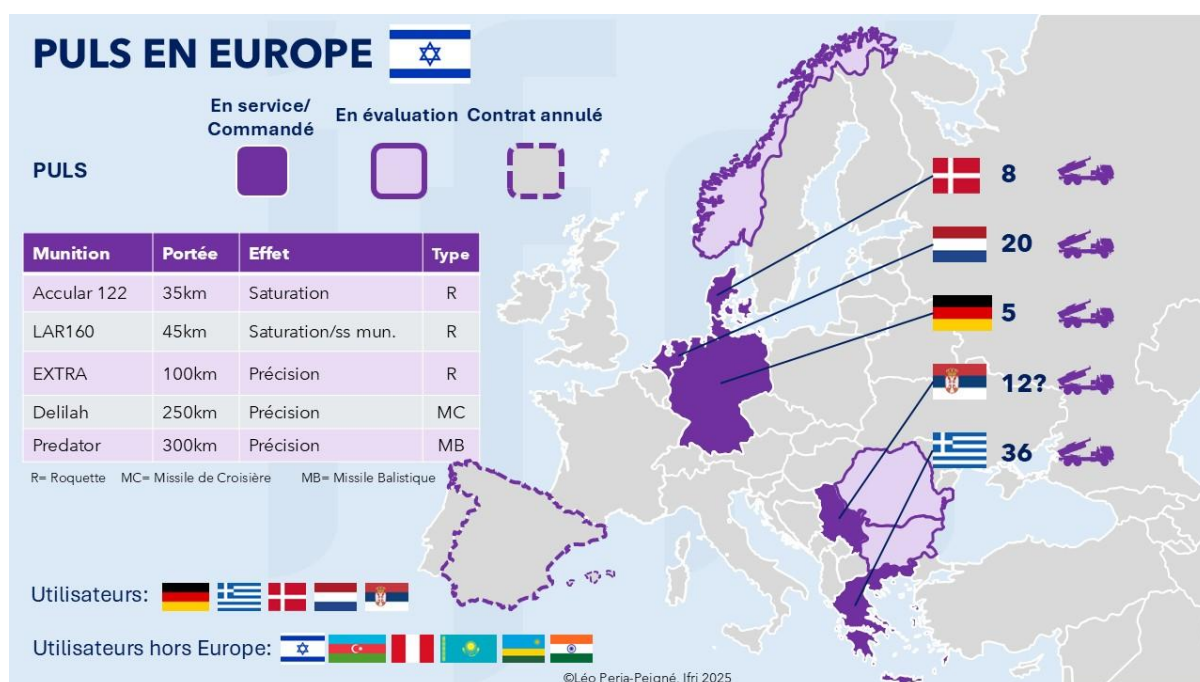 PULS EN EUROPE
En service/
Commandé
En évaluation
Contrat annulé
PULS
Munition Portée Effet Type
Accular 122 35km Saturation R
LAR160 45km Saturation/ss mun. R
EXTRA 100km Précision R
Delilah 250km Précision MC
Predator 300km Précision MB
R= Roquette MC= Missile de Croisière MB= Missile Balistique
8
20
5
12?
36
Utilisateurs:
Utilisateurs hors Europe:
©Léo Peria-Peigné, Ifri 2025